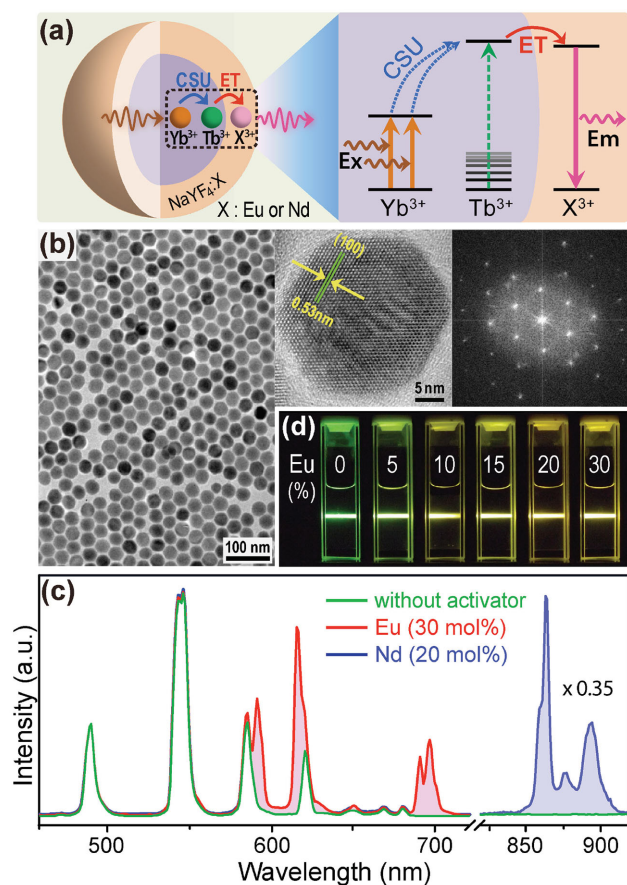 (a)
CSU ET
Yb³⁺ Tb³⁺ X³⁺
NaYF₄:X
X : Eu or Nd
CSU
ET
Ex
Em
Yb³⁺ Tb³⁺ X³⁺
(b)
100 nm
(100)
0.53nm
5 nm
(d)
Eu
(%)
0 5 10 15 20 30
(c)
without activator
Eu (30 mol%)
Nd (20 mol%)
x 0.35
Intensity (a.u.)
500 600 700 850 900
Wavelength (nm)